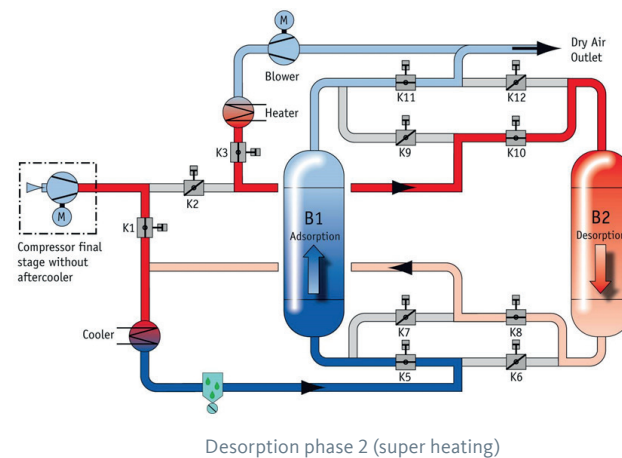 M
Blower
Dry Air
Outlet
K11
K12
Heater
K3
K9
K10
K2
M
K1
B1
Adsorption
B2
Desorption
Compressor final
stage without
aftercooler
Cooler
K7
K8
K5
K6
Desorption phase 2 (super heating)